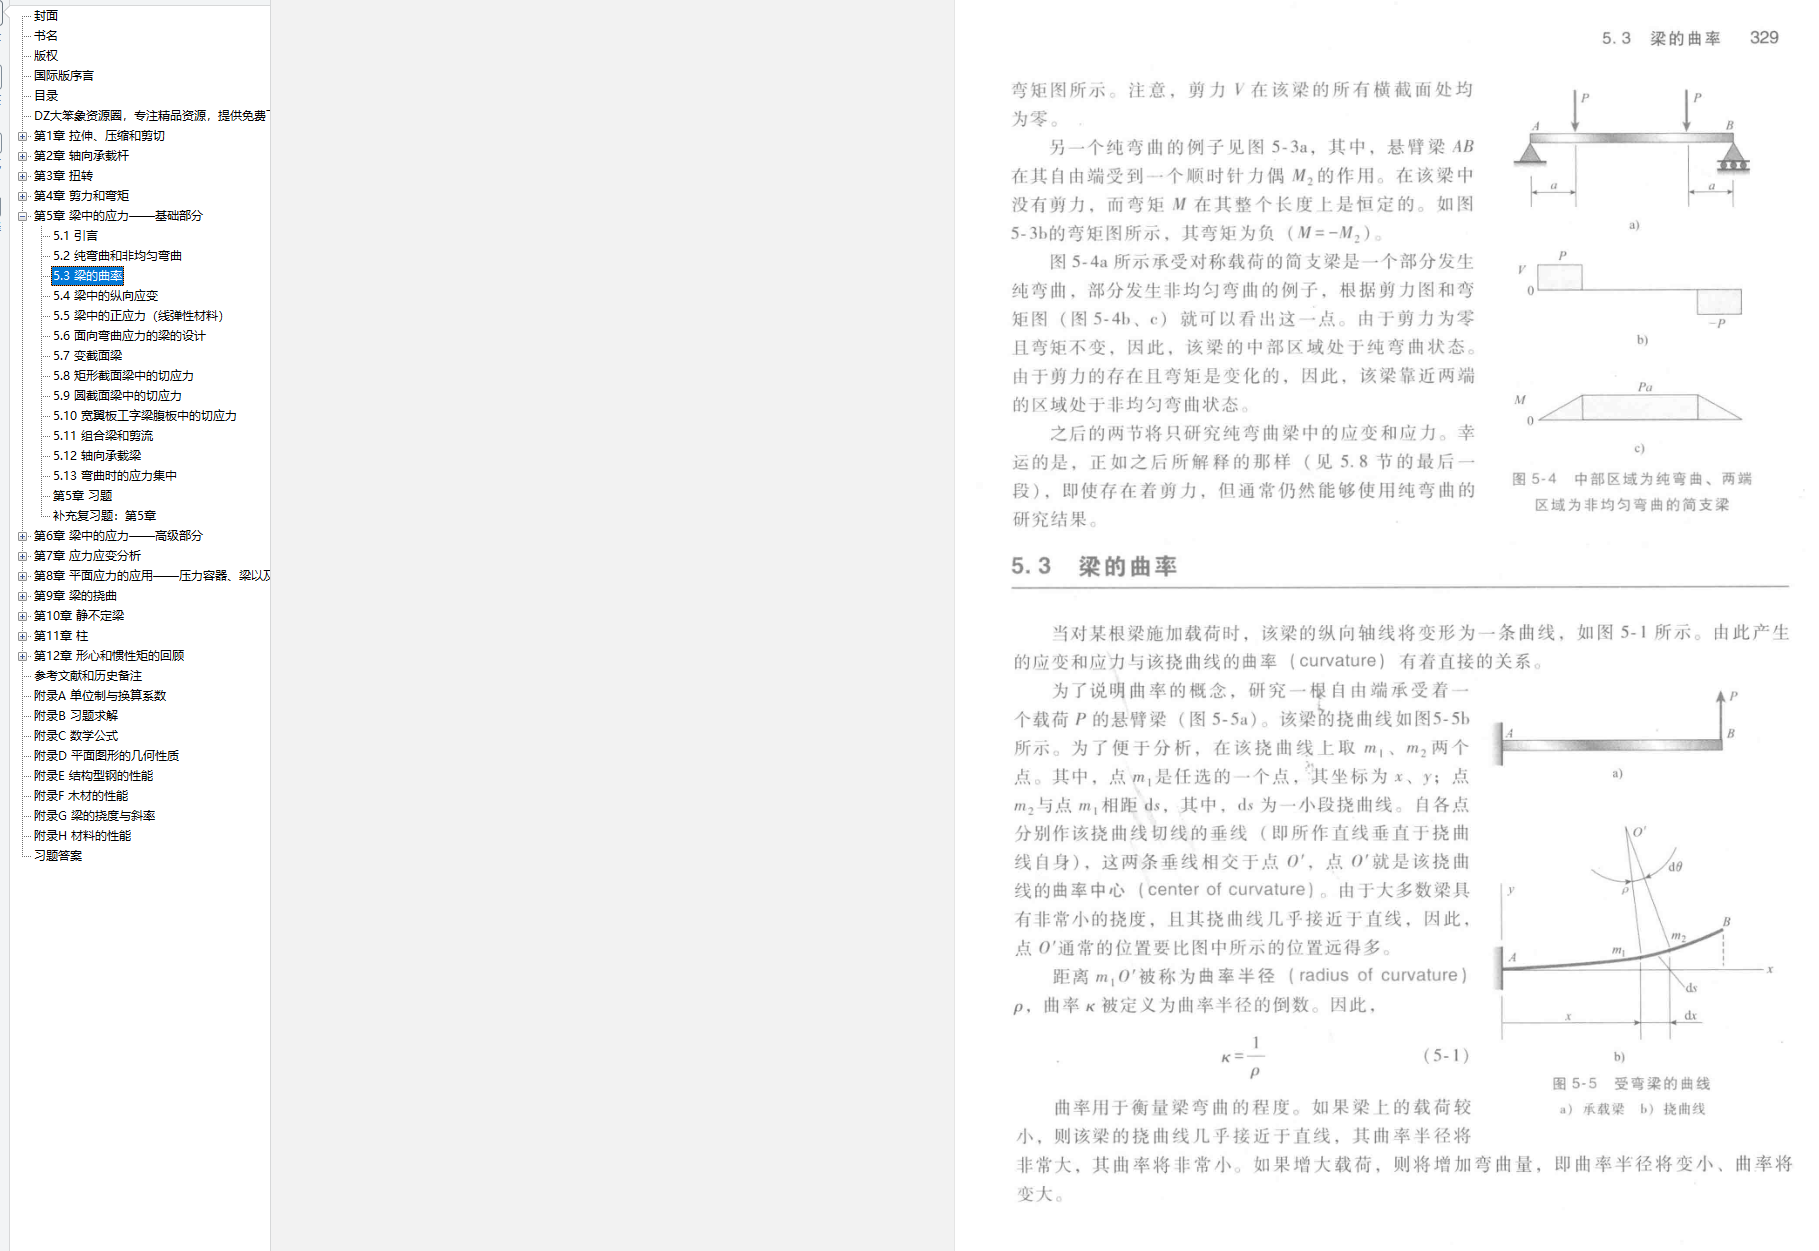 封面
书名
版权
国际版序言
目录
DZ大笨象资源圈，专注精品资源，提供免费下
第1章 拉伸、压缩和剪切
第2章 轴向承载杆
第3章 扭转
第4章 剪力和弯矩
第5章 梁中的应力——基础部分
5.1 引言
5.2 纯弯曲和非均匀弯曲
5.3 梁的曲率
5.4 梁中的纵向应变
5.5 梁中的正应力（线弹性材料）
5.6 面向弯曲应力的梁的设计
5.7 变截面梁
5.8 矩形截面梁中的切应力
5.9 圆截面梁中的切应力
5.10 宽翼板工字梁腹板中的切应力
5.11 组合梁和剪流
5.12 轴向承载梁
5.13 弯曲时的应力集中
第5章 习题
补充复习题：第5章
第6章 梁中的应力——高级部分
第7章 应力应变分析
第8章 平面应力的应用——压力容器、梁以及
第9章 梁的挠曲
第10章 静不定梁
第11章 柱
第12章 形心和惯性矩的回顾
参考文献和历史备注
附录A 单位制与换算系数
附录B 习题求解
附录C 数学公式
附录D 平面图形的几何性质
附录E 结构型钢的性能
附录F 木材的性能
附录G 梁的挠度与斜率
附录H 材料的性能
习题答案
5.3 梁的曲率 329
弯矩图所示。注意，剪力 V 在该梁的所有横截面处均
为零。
另一个纯弯曲的例子见图 5-3a，其中，悬臂梁 AB
在其自由端受到一个顺时针力偶 M₂的作用。在该梁中
没有剪力，而弯矩 M 在其整个长度上是恒定的。如图
5-3b的弯矩图所示，其弯矩为负（M=-M₂）。
图 5-4a 所示承受对称载荷的简支梁是一个部分发生
纯弯曲，部分发生非均匀弯曲的例子，根据剪力图和弯
矩图（图 5-4b、c）就可以看出这一点。由于剪力为零
且弯矩不变，因此，该梁的中部区域处于纯弯曲状态。
由于剪力的存在且弯矩是变化的，因此，该梁靠近两端
的区域处于非均匀弯曲状态。
之后的两节将只研究纯弯曲梁中的应变和应力。幸
运的是，正如之后所解释的那样（见 5.8 节的最后一
段），即使存在着剪力，但通常仍然能够使用纯弯曲的
研究结果。
P P
A B
a a
a)
P
V
0
-P
b)
Pa
M
0
c)
图 5-4 中部区域为纯弯曲、两端
区域为非均匀弯曲的简支梁
5.3 梁的曲率
当对某根梁施加载荷时，该梁的纵向轴线将变形为一条曲线，如图 5-1 所示。由此产生
的应变和应力与该挠曲线的曲率（curvature）有着直接的关系。
为了说明曲率的概念，研究一根自由端承受着一
个载荷 P 的悬臂梁（图 5-5a）。该梁的挠曲线如图5-5b
所示。为了便于分析，在该挠曲线上取 m₁、m₂两个
点。其中，点 m₁是任选的一个点，其坐标为 x、y；点
m₂与点 m₁相距 ds，其中，ds 为一小段挠曲线。自各点
分别作该挠曲线切线的垂线（即所作直线垂直于挠曲
线自身），这两条垂线相交于点 O′，点 O′就是该挠曲
线的曲率中心（center of curvature）。由于大多数梁具
有非常小的挠度，且其挠曲线几乎接近于直线，因此，
点 O′通常的位置要比图中所示的位置远得多。
距离 m₁O′被称为曲率半径（radius of curvature）
ρ，曲率 κ 被定义为曲率半径的倒数。因此，
κ=1/ρ (5-1)
曲率用于衡量梁弯曲的程度。如果梁上的载荷较
小，则该梁的挠曲线几乎接近于直线，其曲率半径将
非常大，其曲率将非常小。如果增大载荷，则将增加弯曲量，即曲率半径将变小、曲率将
变大。
P
A B
a)
O′
dθ
ρ
y
B
m₁ m₂
A
x
ds
x dx
b)
图 5-5 受弯梁的曲线
a）承载梁 b）挠曲线